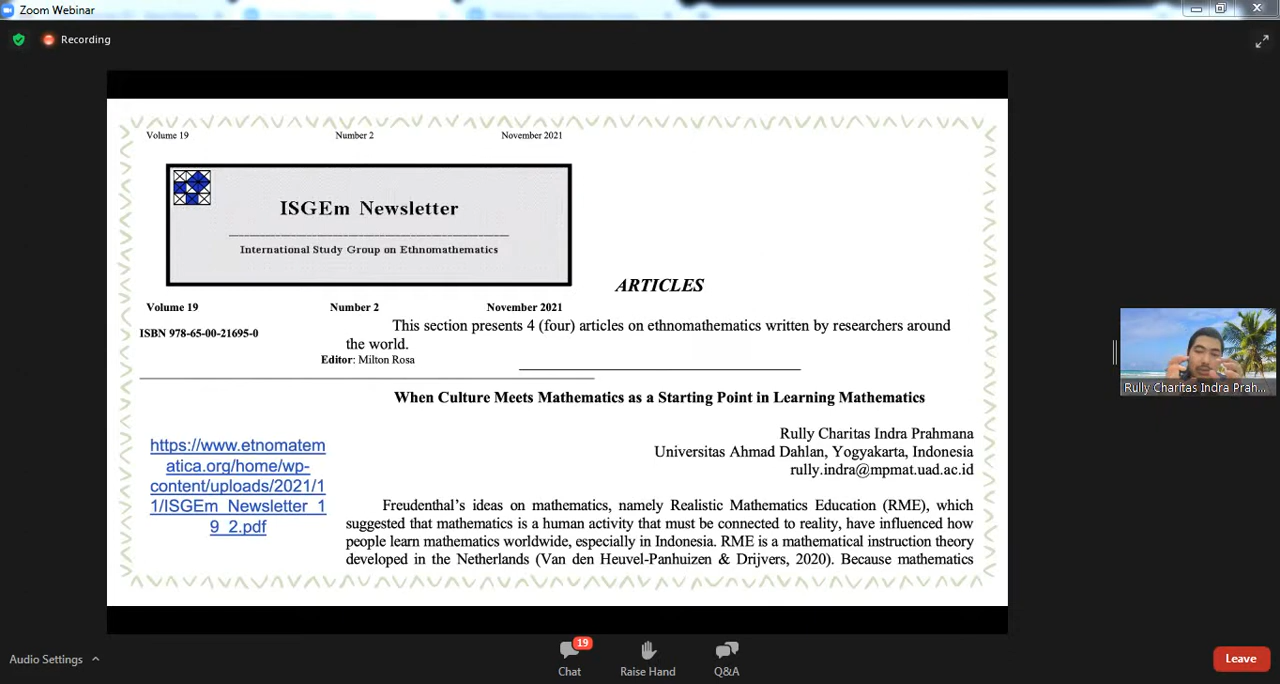 Zoom Webinar
Recording
Volume 19 Number 2 November 2021
ISGEm Newsletter
International Study Group on Ethnomathematics
Volume 19 Number 2 November 2021
ISBN 978-65-00-21695-0
Editor: Milton Rosa
https://www.etnomatem
atica.org/home/wp-
content/uploads/2021/1
1/ISGEm_Newsletter_1
9_2.pdf
ARTICLES
This section presents 4 (four) articles on ethnomathematics written by researchers around
the world.
When Culture Meets Mathematics as a Starting Point in Learning Mathematics
Rully Charitas Indra Prahmana
Universitas Ahmad Dahlan, Yogyakarta, Indonesia
rully.indra@mpmat.uad.ac.id
Freudenthal's ideas on mathematics, namely Realistic Mathematics Education (RME), which
suggested that mathematics is a human activity that must be connected to reality, have influenced how
people learn mathematics worldwide, especially in Indonesia. RME is a mathematical instruction theory
developed in the Netherlands (Van den Heuvel-Panhuizen & Drijvers, 2020). Because mathematics
Rully Charitas Indra Prah...
Audio Settings
19
Chat
Raise Hand
Q&A
Leave